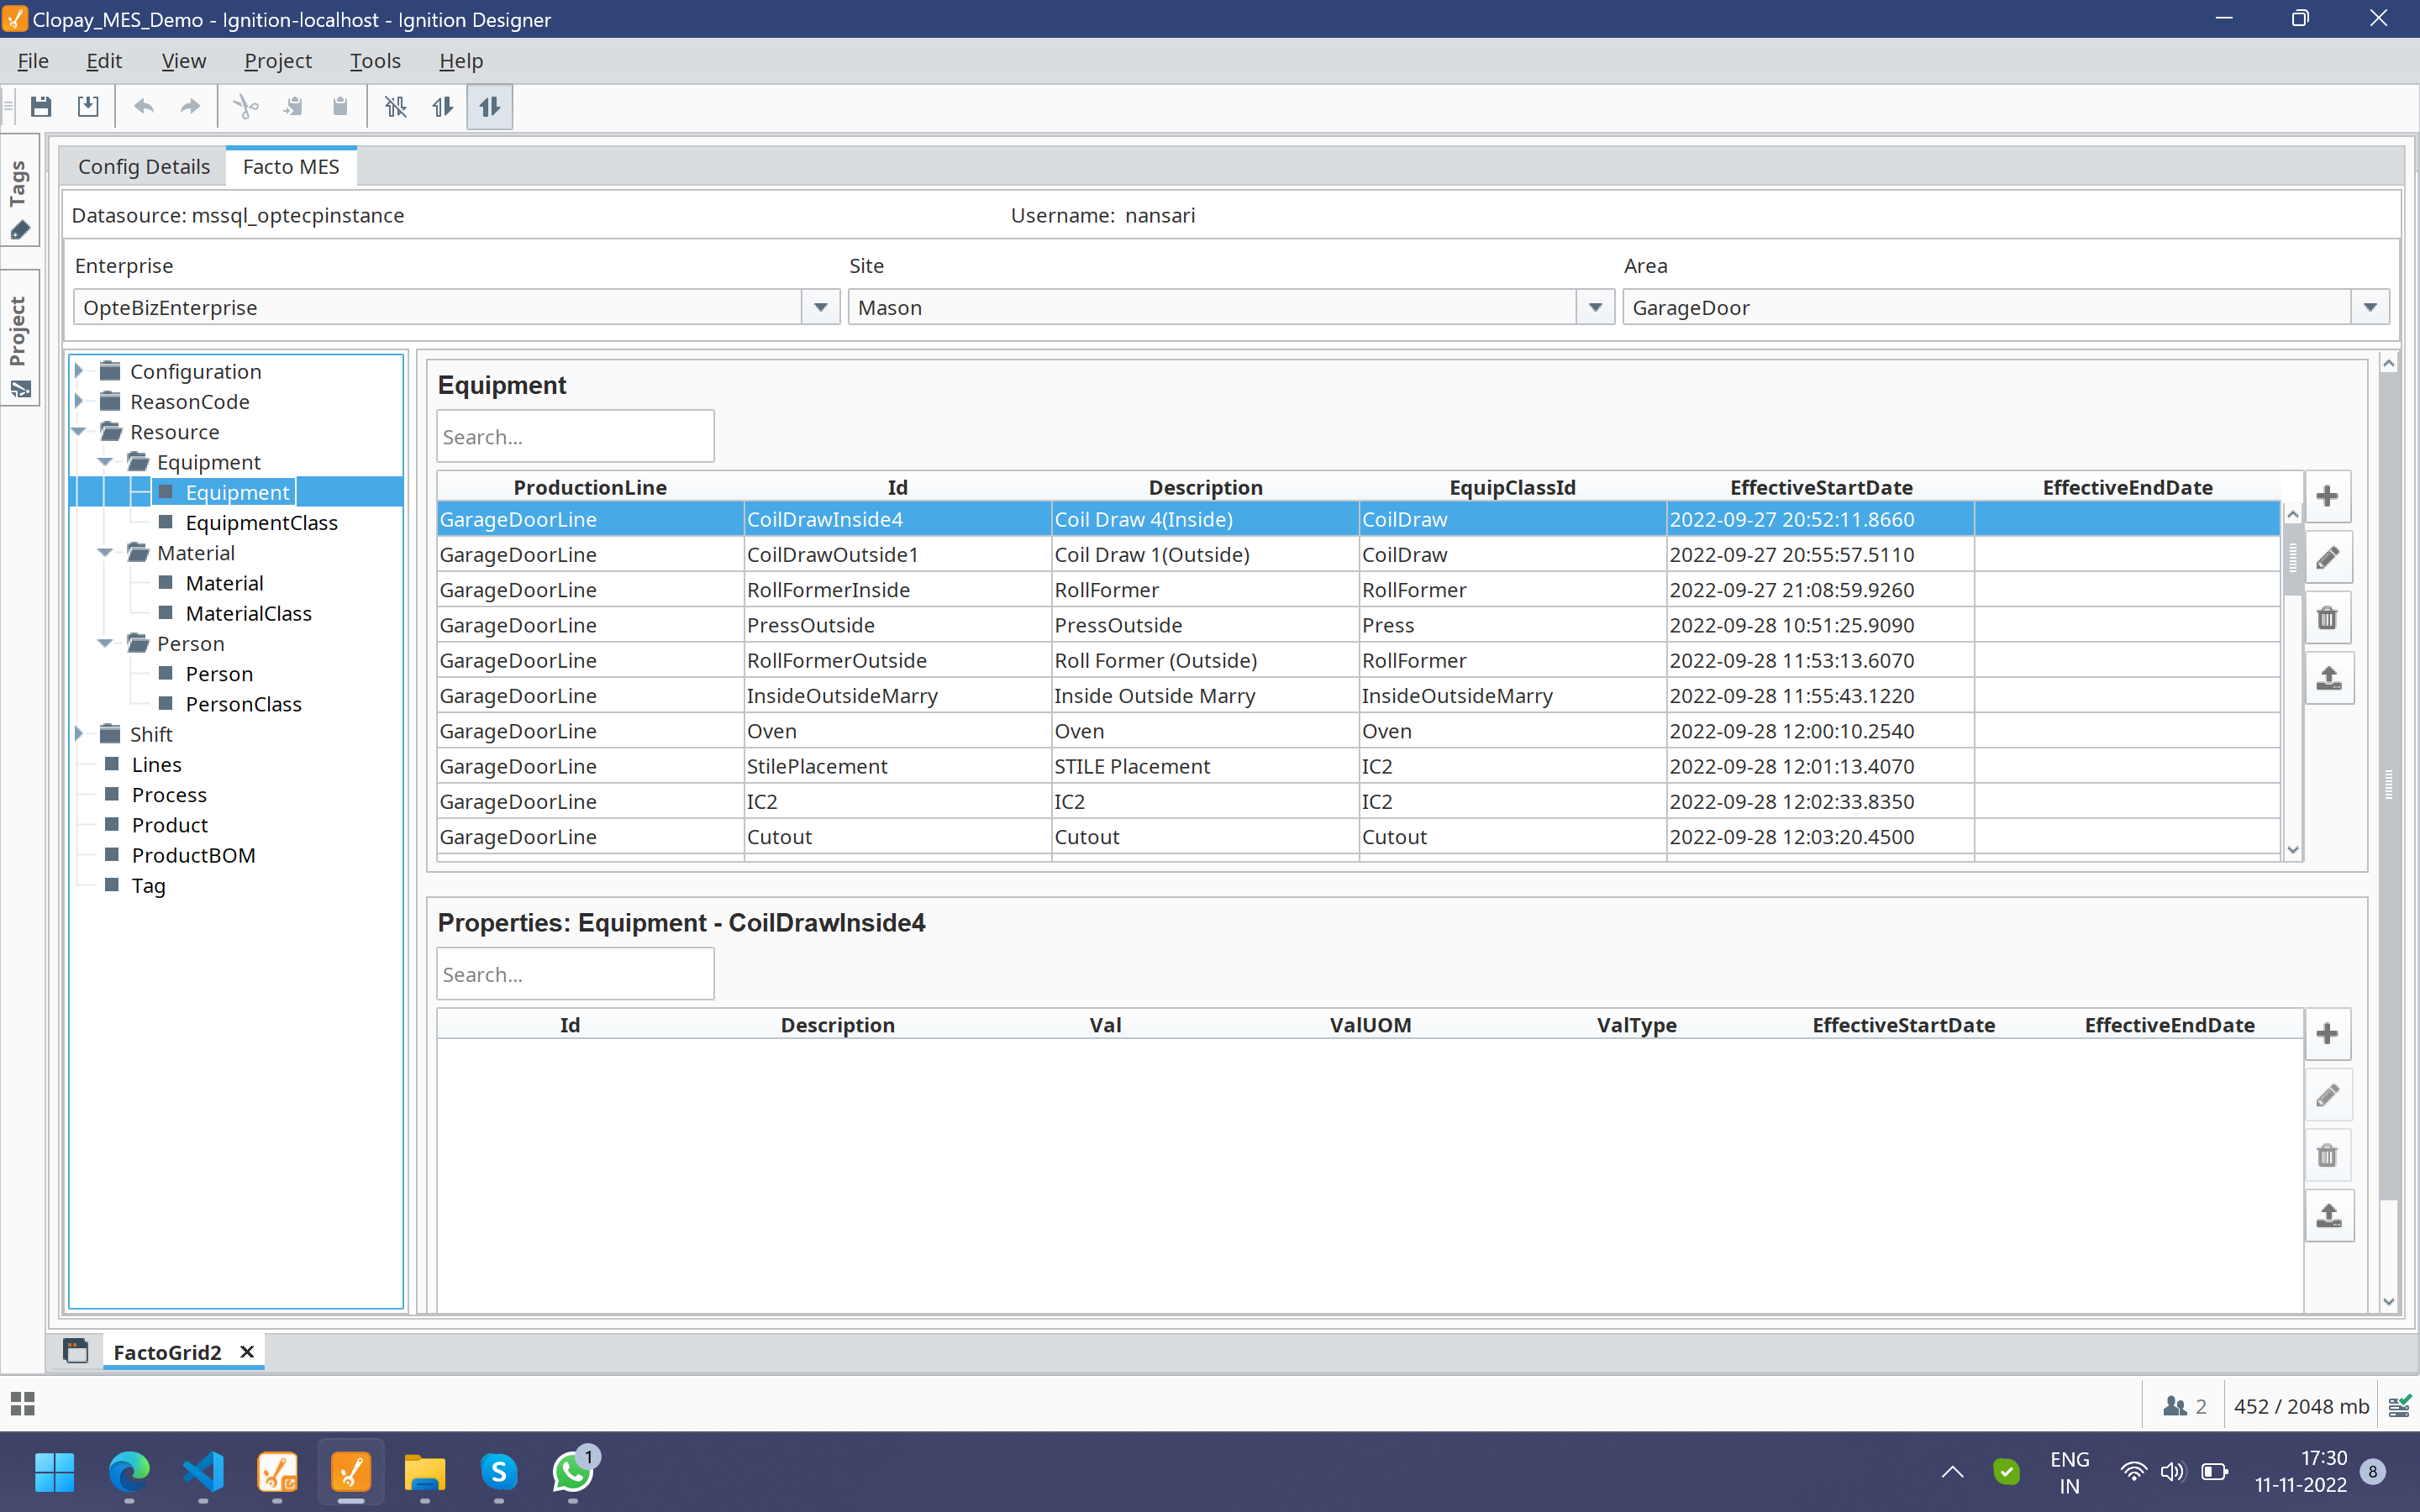 Clopay_MES_Demo - Ignition-localhost - Ignition Designer
File Edit View Project Tools Help
Tags
Project
Config Details Facto MES
Datasource: mssql_optecpinstance Username: nansari
Enterprise Site Area
OpteBizEnterprise Mason GarageDoor
Configuration
ReasonCode
Resource
Equipment
Equipment
EquipmentClass
Material
Material
MaterialClass
Person
Person
PersonClass
Shift
Lines
Process
Product
ProductBOM
Tag
Equipment
Search...
ProductionLine Id Description EquipClassId EffectiveStartDate EffectiveEndDate
GarageDoorLine CoilDrawInside4 Coil Draw 4(Inside) CoilDraw 2022-09-27 20:52:11.8660
GarageDoorLine CoilDrawOutside1 Coil Draw 1(Outside) CoilDraw 2022-09-27 20:55:57.5110
GarageDoorLine RollFormerInside RollFormer RollFormer 2022-09-27 21:08:59.9260
GarageDoorLine PressOutside PressOutside Press 2022-09-28 10:51:25.9090
GarageDoorLine RollFormerOutside Roll Former (Outside) RollFormer 2022-09-28 11:53:13.6070
GarageDoorLine InsideOutsideMarry Inside Outside Marry InsideOutsideMarry 2022-09-28 11:55:43.1220
GarageDoorLine Oven Oven Oven 2022-09-28 12:00:10.2540
GarageDoorLine StilePlacement STILE Placement IC2 2022-09-28 12:01:13.4070
GarageDoorLine IC2 IC2 IC2 2022-09-28 12:02:33.8350
GarageDoorLine Cutout Cutout Cutout 2022-09-28 12:03:20.4500
Properties: Equipment - CoilDrawInside4
Search...
Id Description Val ValUOM ValType EffectiveStartDate EffectiveEndDate
FactoGrid2
2 452 / 2048 mb
S 1 ENG 17:30 8
IN 11-11-2022